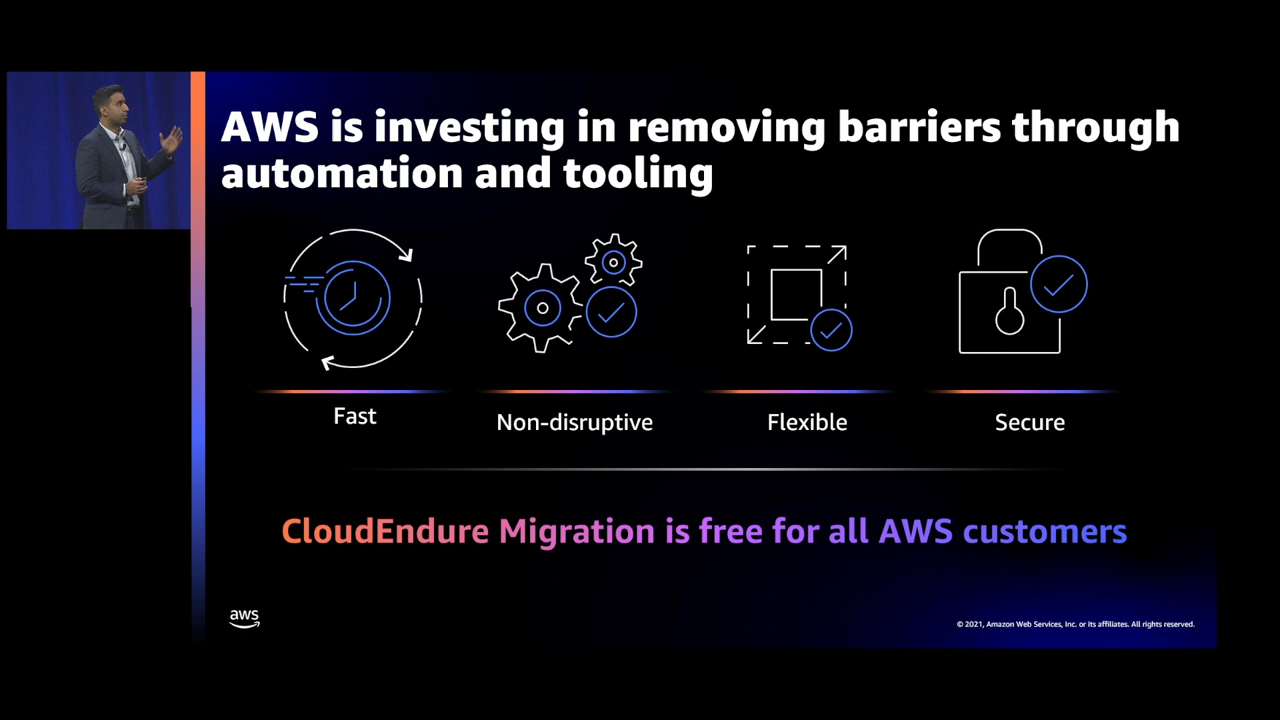 AWS is investing in removing barriers through
automation and tooling
Fast
Non-disruptive
Flexible
Secure
CloudEndure Migration is free for all AWS customers
aws
© 2021, Amazon Web Services, Inc. or its affiliates. All rights reserved.